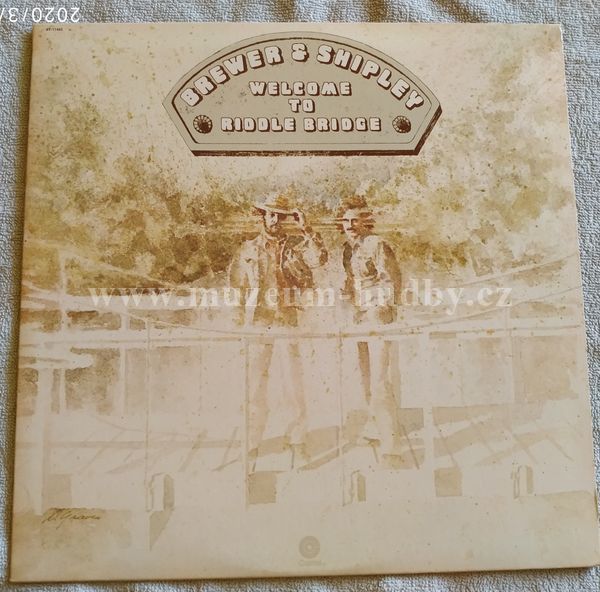 2020/3/
BREWER & SHIPLEY
WELCOME
TO
RIDDLE BRIDGE
www.muzeum-hudby.cz